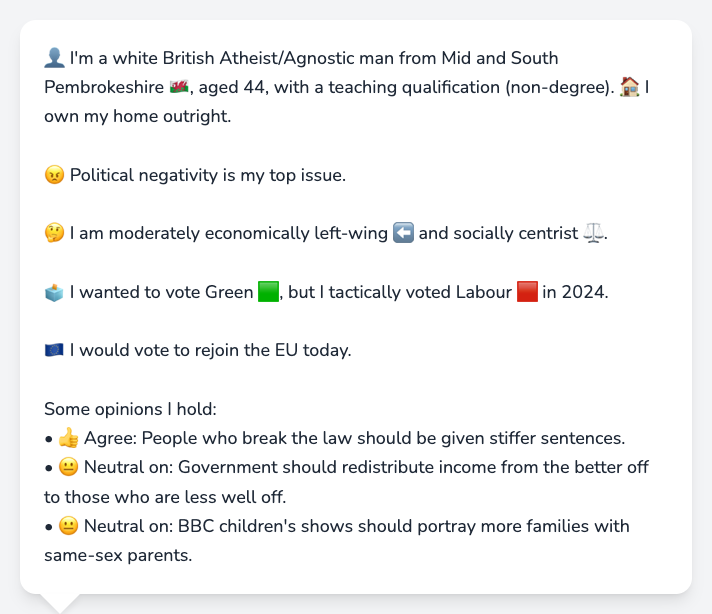 👤 I'm a white British Atheist/Agnostic man from Mid and South
Pembrokeshire 🏴󠁧󠁢󠁷󠁬󠁳󠁿, aged 44, with a teaching qualification (non-degree). 🏠 I
own my home outright.
😠 Political negativity is my top issue.
🤔 I am moderately economically left-wing ⬅️ and socially centrist ⚖️.
🗳️ I wanted to vote Green 🟩, but I tactically voted Labour 🟥 in 2024.
🇪🇺 I would vote to rejoin the EU today.
Some opinions I hold:
• 👍 Agree: People who break the law should be given stiffer sentences.
• 😐 Neutral on: Government should redistribute income from the better off
to those who are less well off.
• 😐 Neutral on: BBC children's shows should portray more families with
same-sex parents.